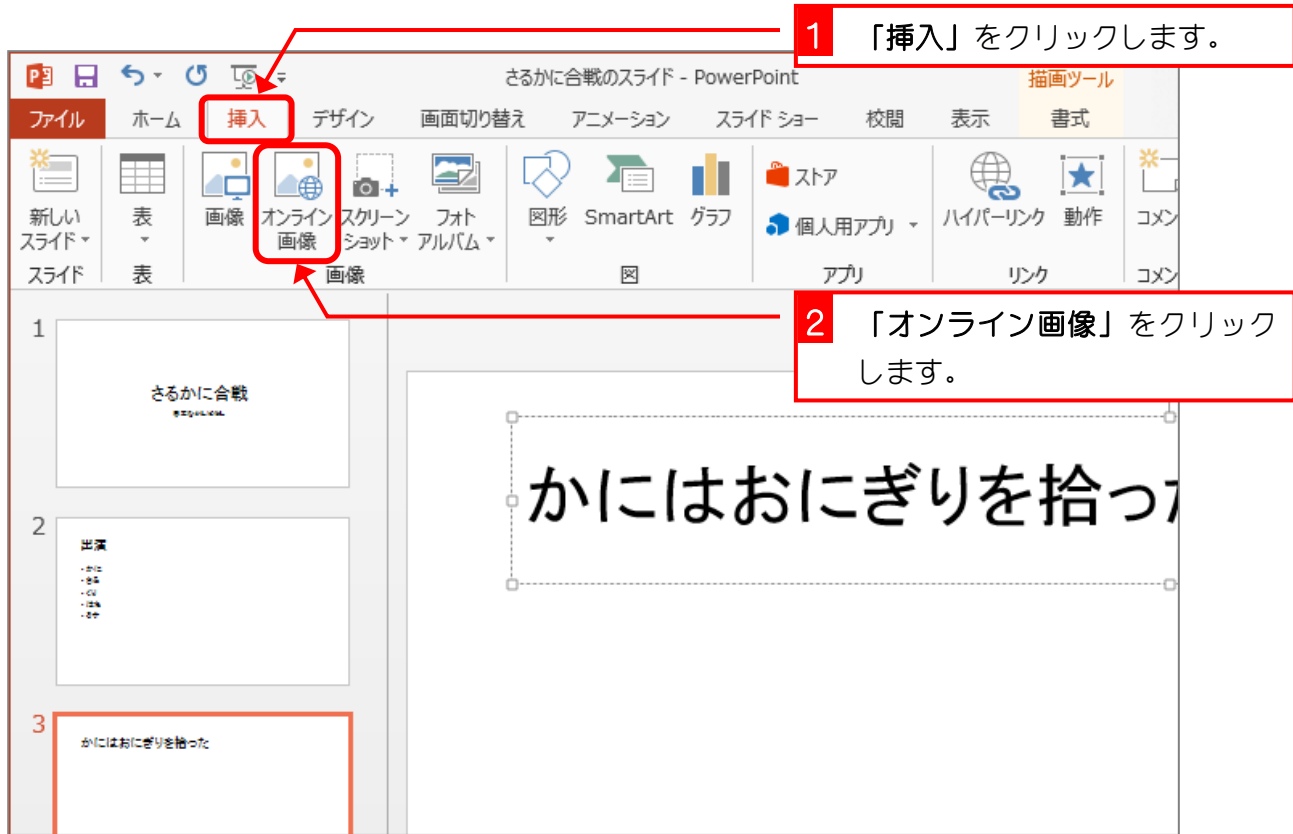 1 「挿入」をクリックします。
さるかに合戦のスライド - PowerPoint
描画ツール
ファイル ホーム 挿入 デザイン 画面切り替え アニメーション スライド ショー 校閲 表示 書式
新しい
スライド
表
画像
オンライン
画像
スクリーン
ショット
フォト
アルバム
図形
SmartArt
グラフ
ストア
個人用アプリ
ハイパーリンク
動作
コメン
スライド 表 画像 図 アプリ リンク コメン
2 「オンライン画像」をクリック
します。
1
さるかに合戦
2
出演
・かに
・さる
・はち
3
かにはおにぎりを拾った
かにはおにぎりを拾った